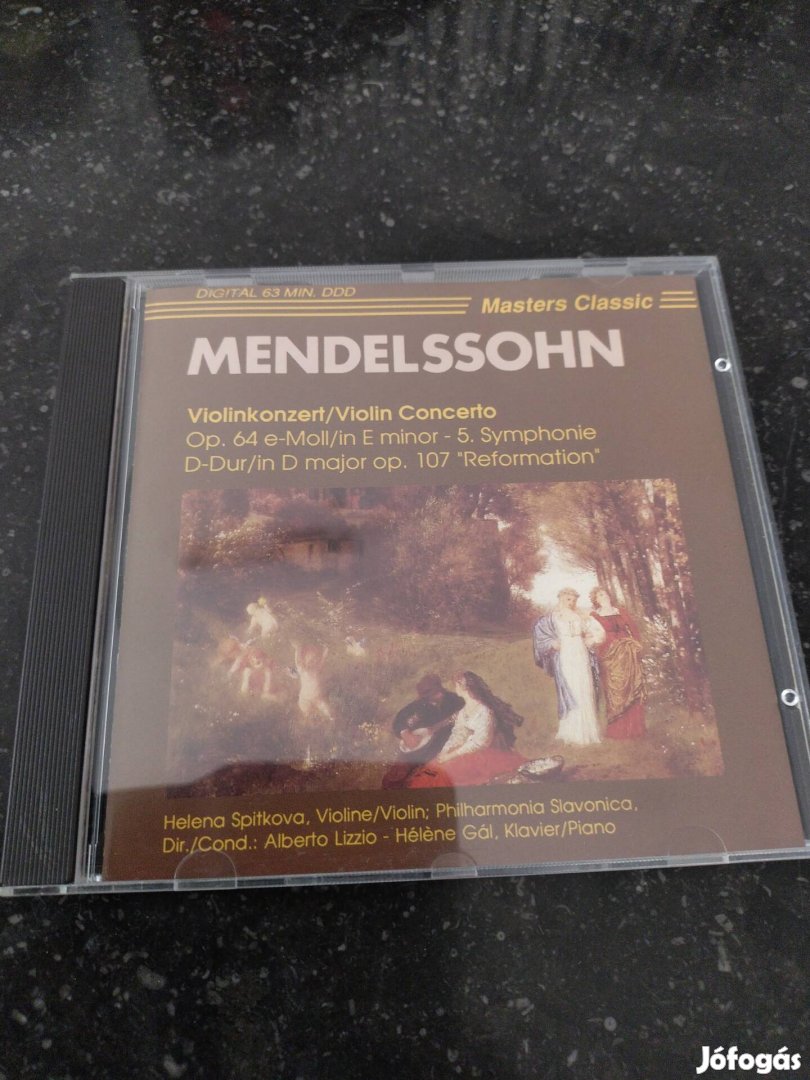 DIGITAL 63 MIN. DDD
Masters Classic
MENDELSSOHN
Violinkonzert/Violin Concerto
Op. 64 e-Moll/in E minor - 5. Symphonie
D-Dur/in D major op. 107 "Reformation"
Helena Spitkova, Violine/Violin; Philharmonia Slavonica,
Dir./Cond.: Alberto Lizzio - Hélène Gál, Klavier/Piano
Jófogás